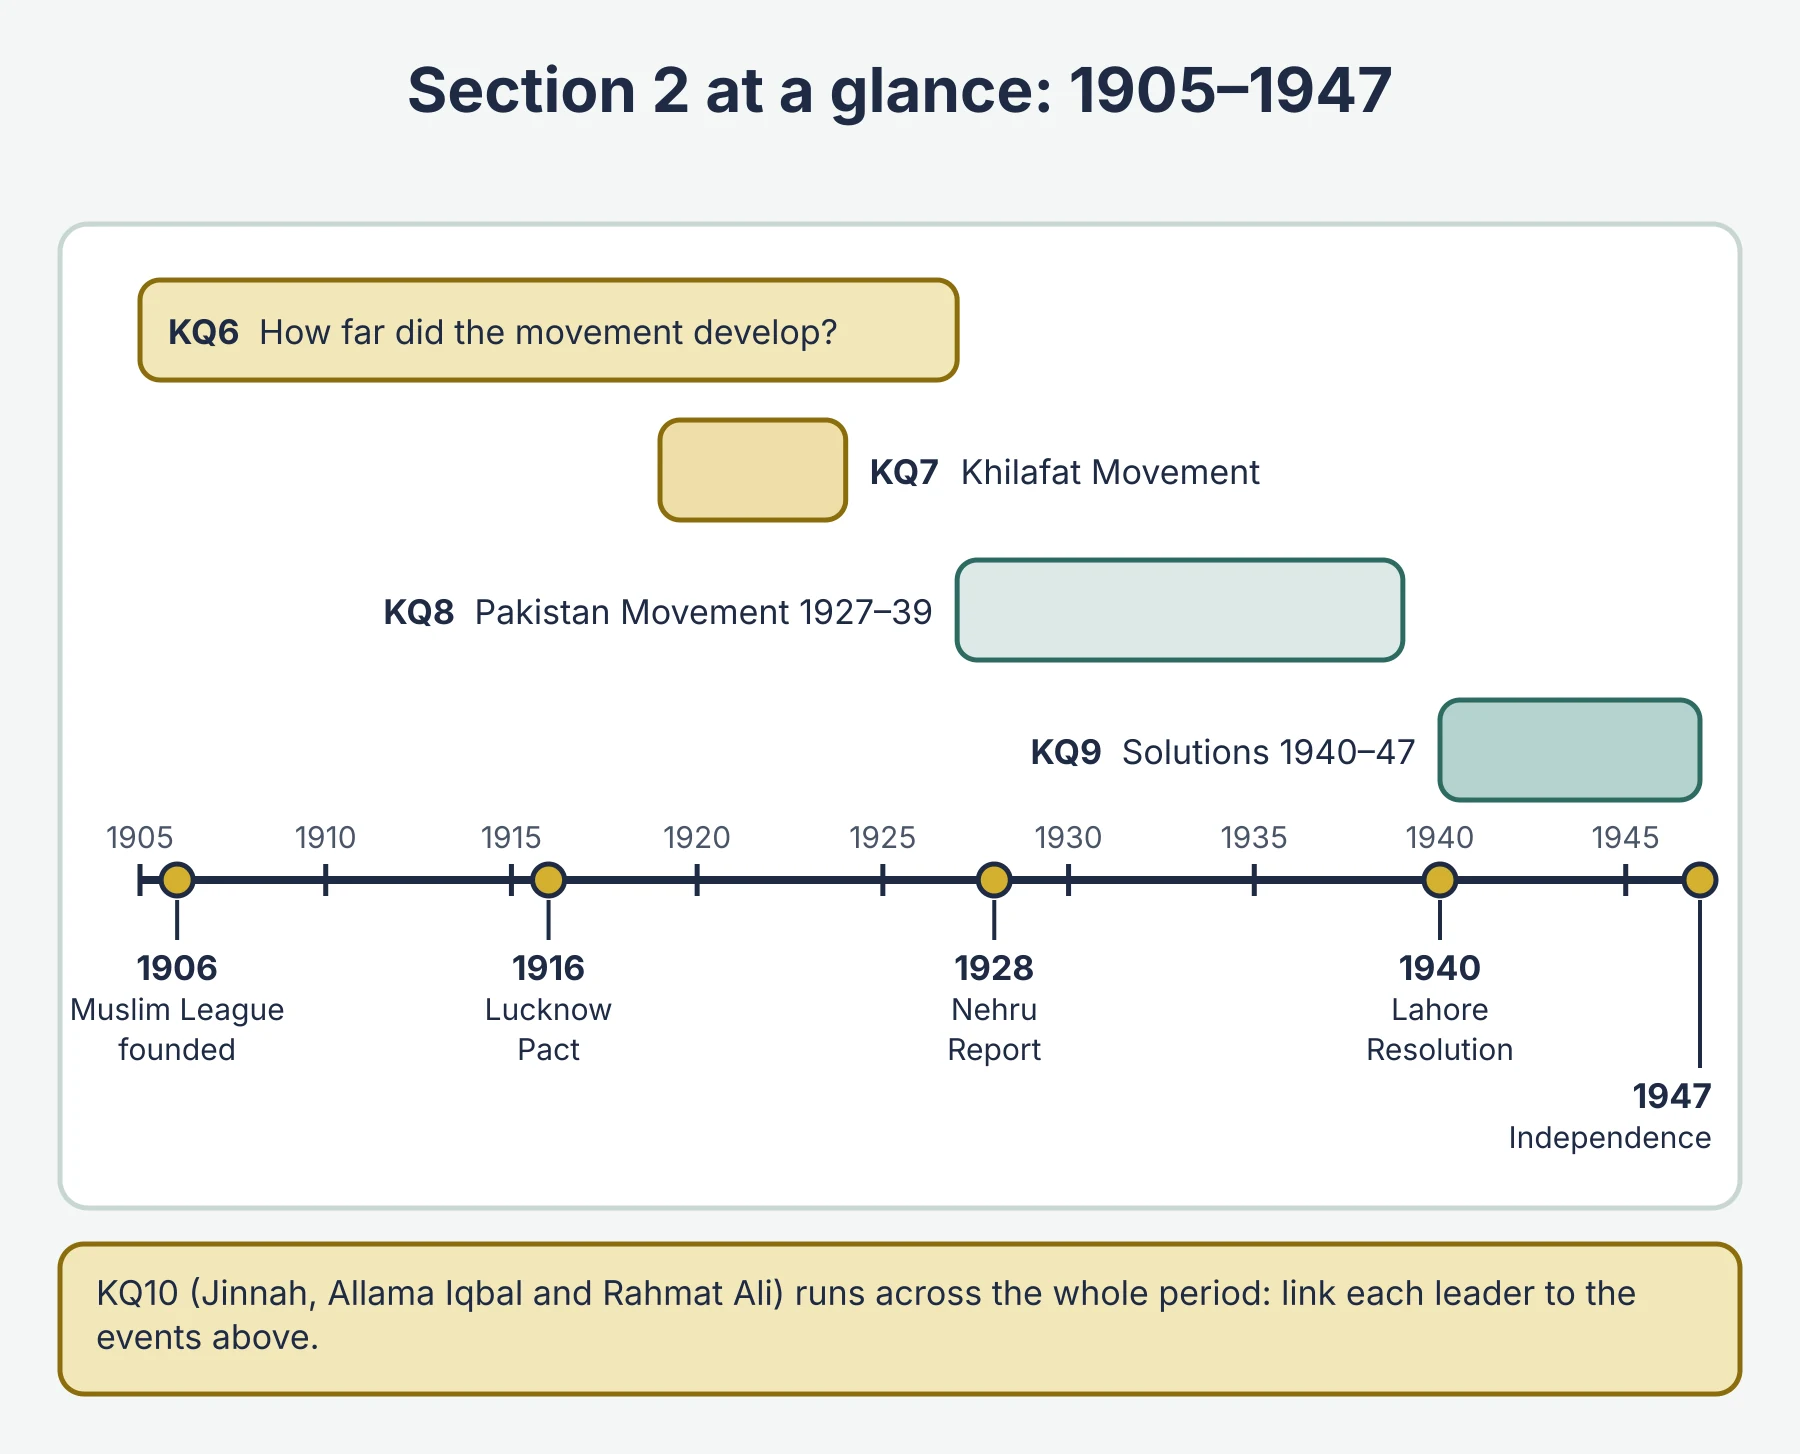 Section 2 at a glance: 1905–1947
KQ6 How far did the movement develop?
KQ7 Khilafat Movement
KQ8 Pakistan Movement 1927–39
KQ9 Solutions 1940–47
1905 1910 1915 1920 1925 1930 1935 1940 1945
1906
Muslim League
founded
1916
Lucknow
Pact
1928
Nehru
Report
1940
Lahore
Resolution
1947
Independence
KQ10 (Jinnah, Allama Iqbal and Rahmat Ali) runs across the whole period: link each leader to the
events above.